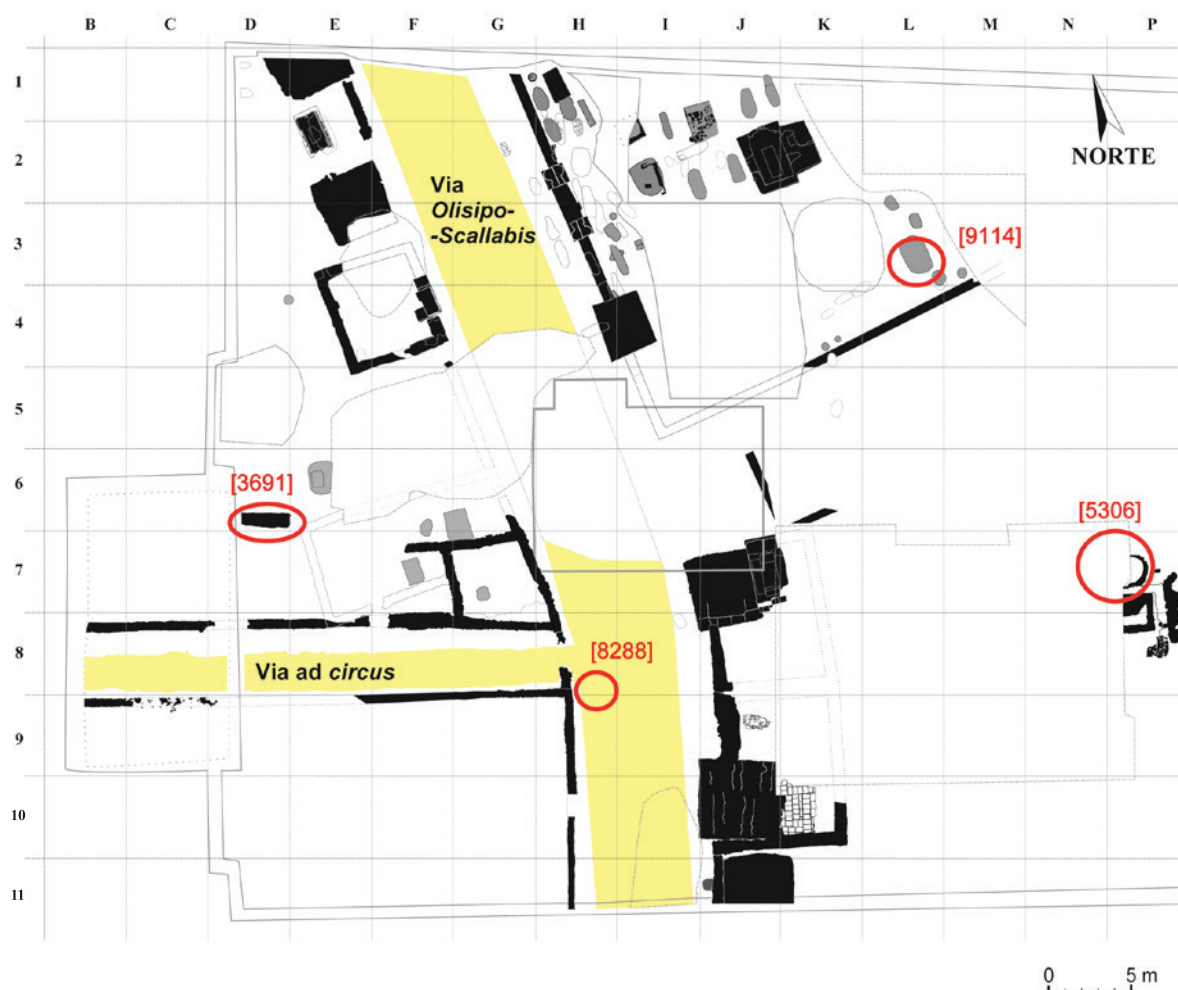 B C D E F G H I J K L M N P
1
2
3
4
5
6
7
8
9
10
11
NORTE
Via
Olisipo-
-Scallabis
[9114]
[3691]
[5306]
[8288]
Via ad circus
0 5 m